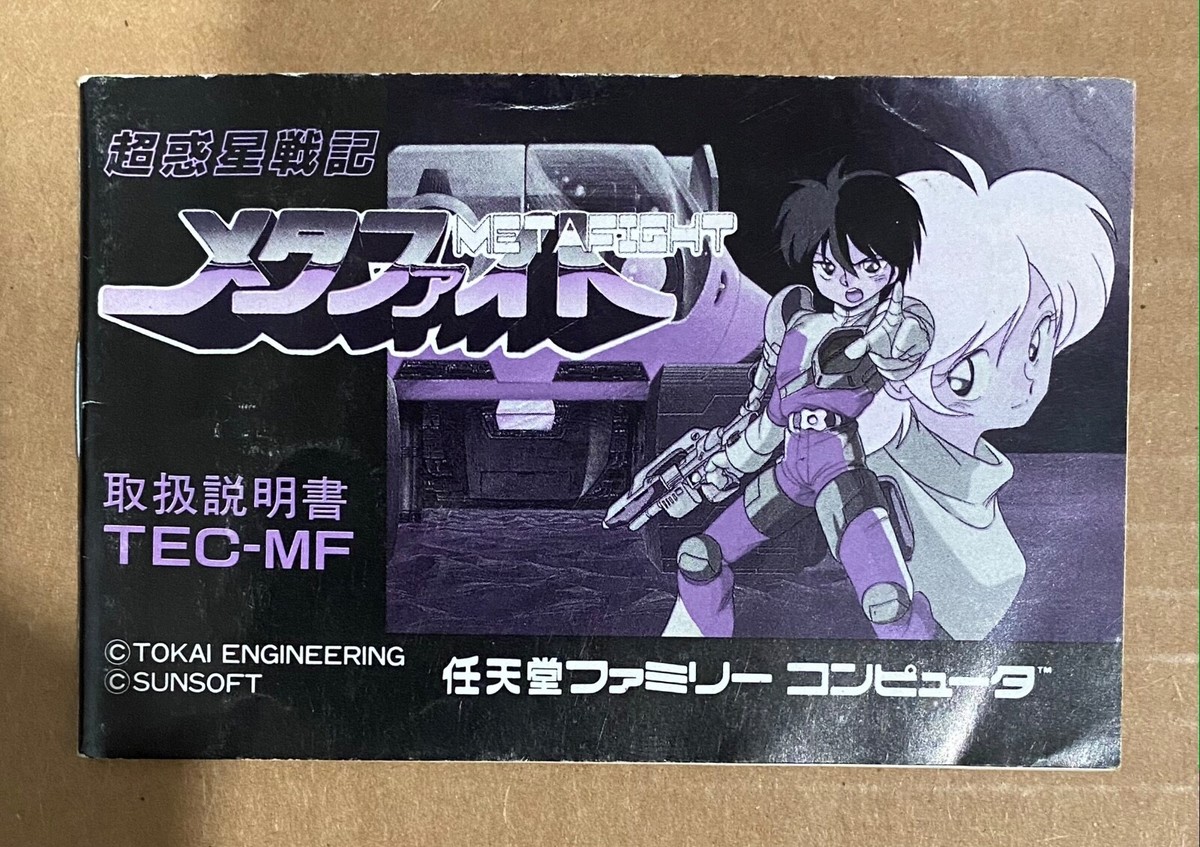 超惑星戦記
メタファイト
METAFIGHT
取扱説明書
TEC-MF
©TOKAI ENGINEERING
©SUNSOFT
任天堂ファミリー コンピュータ™